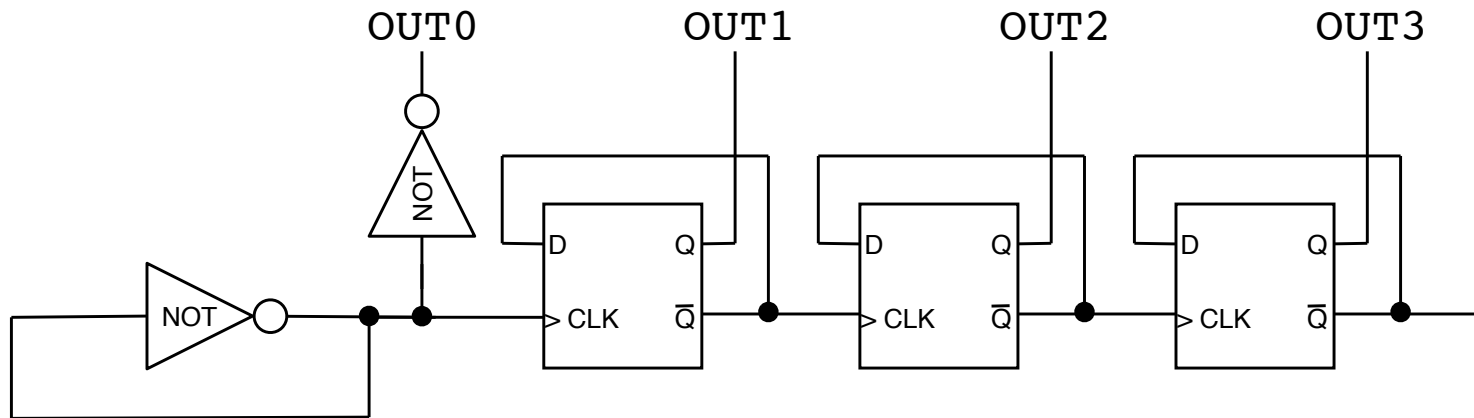 OUT0 OUT1 OUT2 OUT3
NOT
D Q D Q D Q
NOT > CLK Q̅ > CLK Q̅ > CLK Q̅